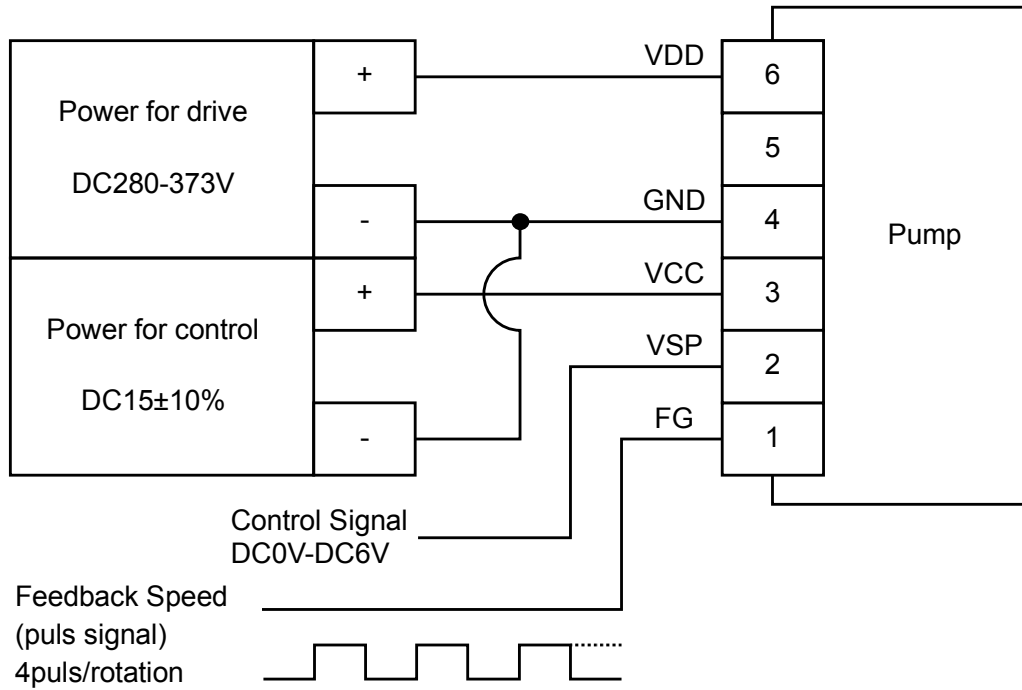 Power for drive
DC280-373V
+
-
Power for control
DC15±10%
+
-
VDD
GND
VCC
VSP
FG
6
5
4
3
2
1
Pump
Control Signal
DC0V-DC6V
Feedback Speed
(puls signal)
4puls/rotation